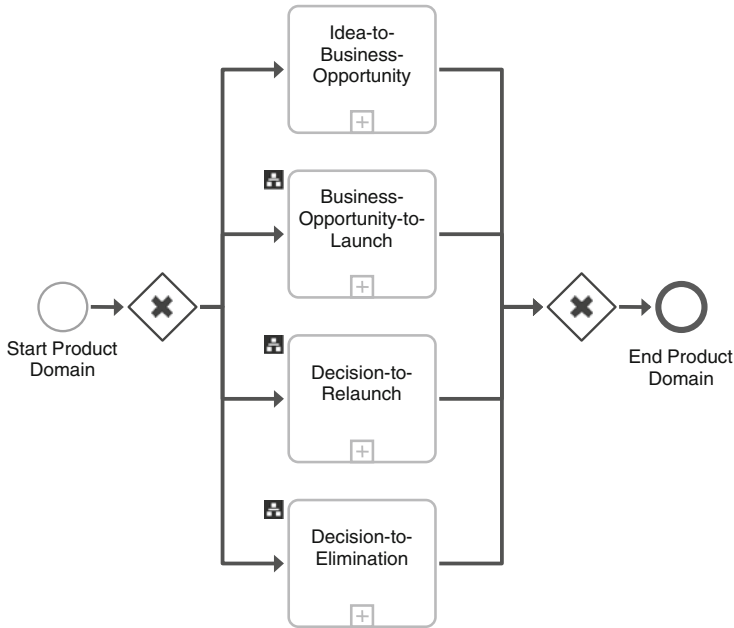 Idea-to-
Business-
Opportunity
Business-
Opportunity-to-
Launch
Start Product
Domain
End Product
Domain
Decision-to-
Relaunch
Decision-to-
Elimination